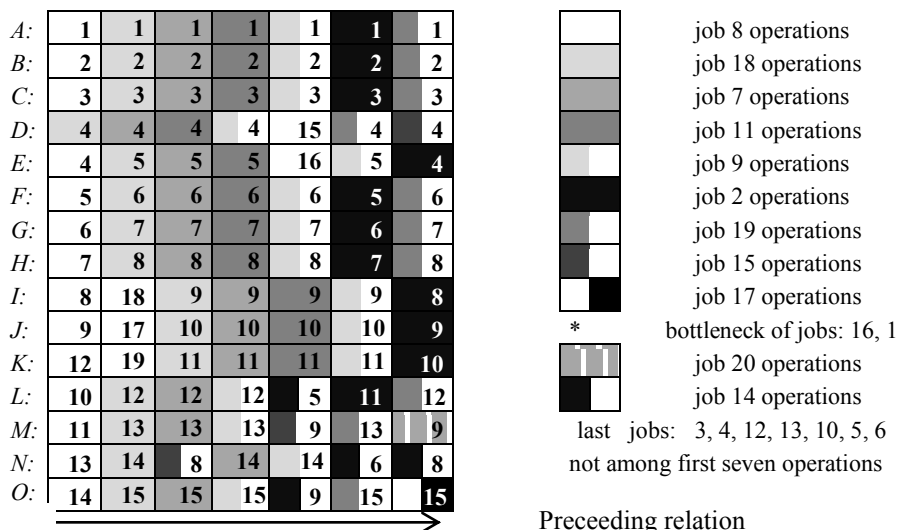 A: 1 1 1 1 1 1 1
B: 2 2 2 2 2 2 2
C: 3 3 3 3 3 3 3
D: 4 4 4 4 15 4 4
E: 4 5 5 5 16 5 4
F: 5 6 6 6 6 5 6
G: 6 7 7 7 7 6 7
H: 7 8 8 8 8 7 8
I: 8 18 9 9 9 9 8
J: 9 17 10 10 10 10 9
K: 12 19 11 11 11 11 10
L: 10 12 12 12 5 11 12
M: 11 13 13 13 9 13 9
N: 13 14 8 14 14 6 8
O: 14 15 15 15 9 15 15
job 8 operations
job 18 operations
job 7 operations
job 11 operations
job 9 operations
job 2 operations
job 19 operations
job 15 operations
job 17 operations
* bottleneck of jobs: 16, 1
job 20 operations
job 14 operations
last jobs: 3, 4, 12, 13, 10, 5, 6
not among first seven operations
Preceeding relation